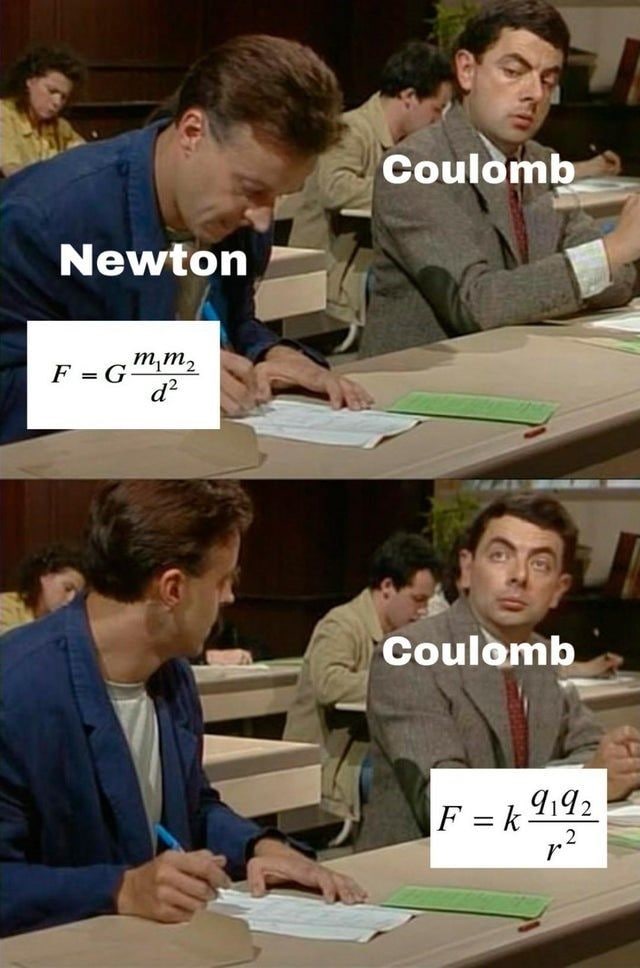 Coulomb
Newton
F = G m₁m₂ / d²
Coulomb
F = k q₁q₂ / r²